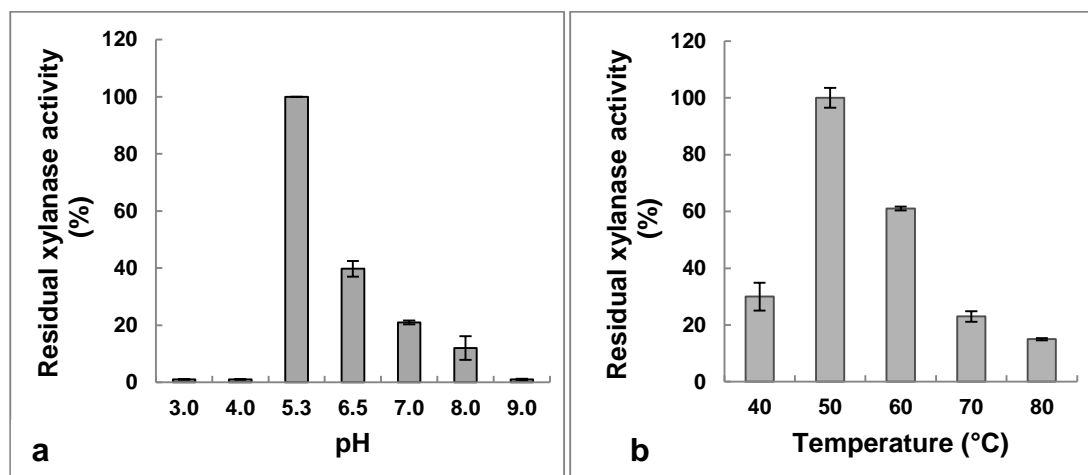 Residual xylanase activity
(%)
120
100
80
60
40
20
0
3.0 4.0 5.3 6.5 7.0 8.0 9.0
pH
a
Residual xylanase activity
(%)
120
100
80
60
40
20
0
40 50 60 70 80
Temperature (°C)
b